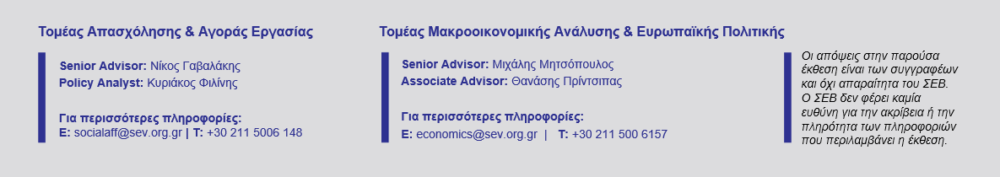 Τομέας Απασχόλησης & Αγοράς Εργασίας
Senior Advisor: Νίκος Γαβαλάκης
Policy Analyst: Κυριάκος Φιλίνης
Για περισσότερες πληροφορίες:
E: socialaff@sev.org.gr | T: +30 211 5006 148
Τομέας Μακροοικονομικής Ανάλυσης & Ευρωπαϊκής Πολιτικής
Senior Advisor: Μιχάλης Μητσόπουλος
Associate Advisor: Θανάσης Πρίντσιπας
Για περισσότερες πληροφορίες:
E: economics@sev.org.gr | T: +30 211 500 6157
Οι απόψεις στην παρούσα
έκθεση είναι των συγγραφέων
και όχι απαραίτητα του ΣΕΒ.
Ο ΣΕΒ δεν φέρει καμία
ευθύνη για την ακρίβεια ή την
πληρότητα των πληροφοριών
που περιλαμβάνει η έκθεση.